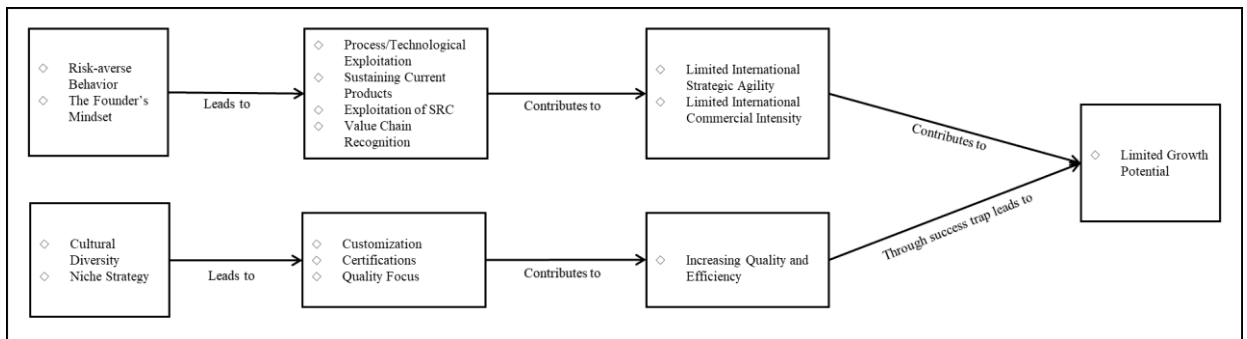 ◇ Risk-averse
Behavior
◇ The Founder's
Mindset
Leads to
◇ Process/Technological
Exploitation
◇ Sustaining Current
Products
◇ Exploitation of SRC
◇ Value Chain
Recognition
Contributes to
◇ Limited International
Strategic Agility
◇ Limited International
Commercial Intensity
Contributes to
◇ Limited Growth
Potential
◇ Cultural
Diversity
◇ Niche Strategy
Leads to
◇ Customization
◇ Certifications
◇ Quality Focus
Contributes to
◇ Increasing Quality and
Efficiency
Through success trap leads to